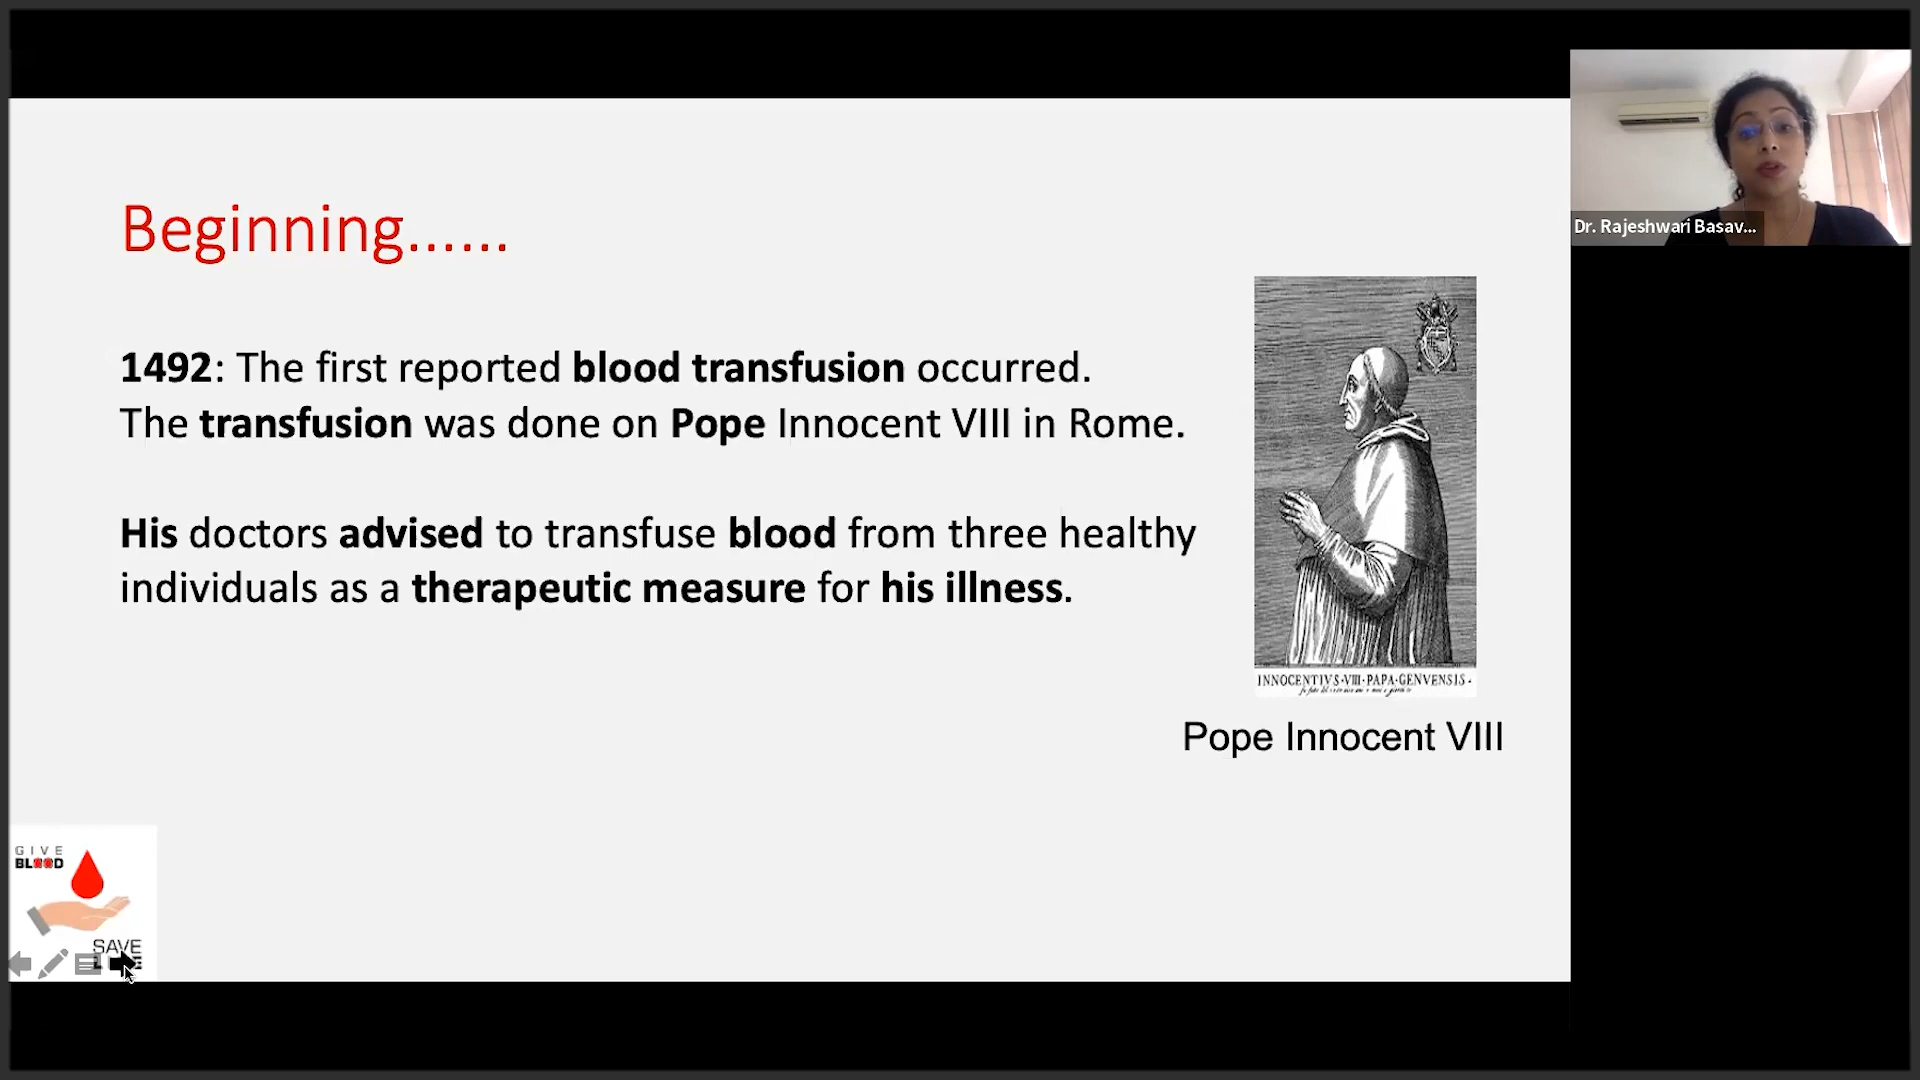 Dr. Rajeshwari Basav...
Beginning......
1492: The first reported blood transfusion occurred.
The transfusion was done on Pope Innocent VIII in Rome.
His doctors advised to transfuse blood from three healthy
individuals as a therapeutic measure for his illness.
INNOCENTIVS·VIII·PAPA·GENVENSIS·
Pope Innocent VIII
GIVE
BLOOD
SAVE